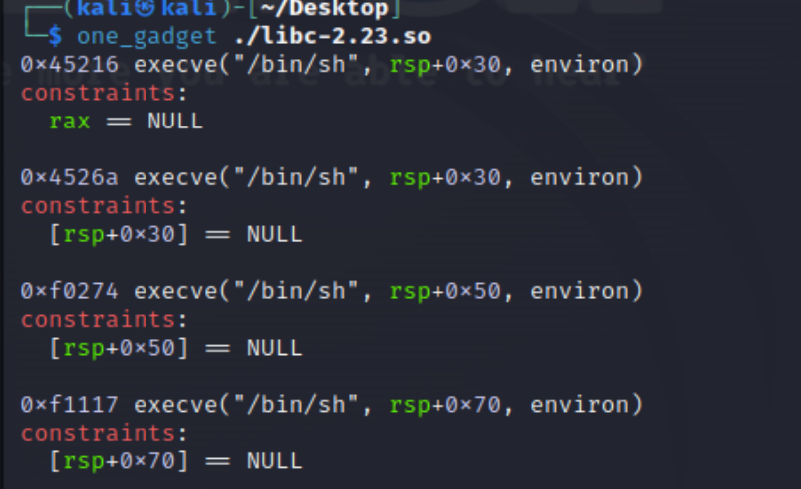 ┌──(kali㉿kali)-[~/Desktop]
└─$ one_gadget ./libc-2.23.so
0×45216 execve("/bin/sh", rsp+0×30, environ)
constraints:
  rax == NULL

0×4526a execve("/bin/sh", rsp+0×30, environ)
constraints:
  [rsp+0×30] == NULL

0×f0274 execve("/bin/sh", rsp+0×50, environ)
constraints:
  [rsp+0×50] == NULL

0×f1117 execve("/bin/sh", rsp+0×70, environ)
constraints:
  [rsp+0×70] == NULL